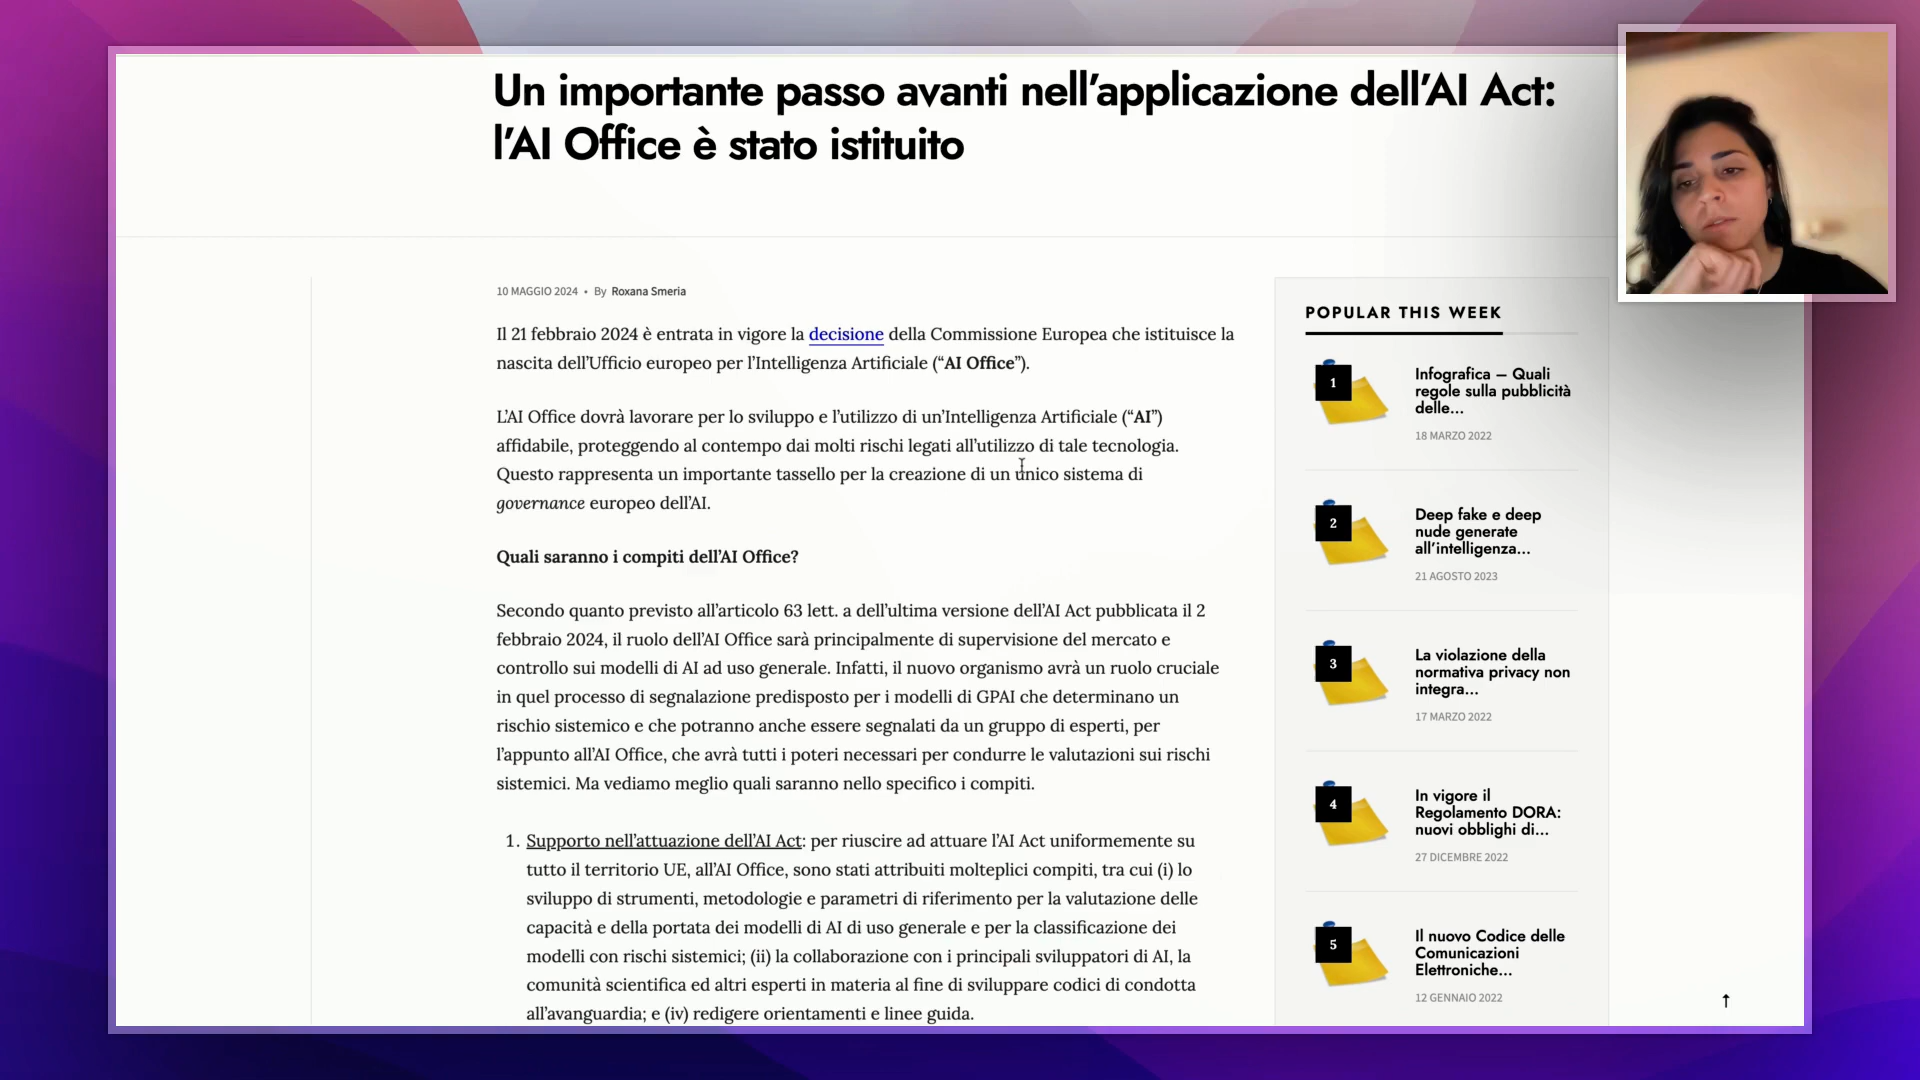 Un importante passo avanti nell’applicazione dell’AI Act:
l’AI Office è stato istituito
10 MAGGIO 2024 • By Roxana Smeria
Il 21 febbraio 2024 è entrata in vigore la decisione della Commissione Europea che istituisce la
nascita dell’Ufficio europeo per l’Intelligenza Artificiale (“AI Office”).
L’AI Office dovrà lavorare per lo sviluppo e l’utilizzo di un’Intelligenza Artificiale (“AI”)
affidabile, proteggendo al contempo dai molti rischi legati all’utilizzo di tale tecnologia.
Questo rappresenta un importante tassello per la creazione di un unico sistema di
governance europeo dell’AI.
Quali saranno i compiti dell’AI Office?
Secondo quanto previsto all’articolo 63 lett. a dell’ultima versione dell’AI Act pubblicata il 2
febbraio 2024, il ruolo dell’AI Office sarà principalmente di supervisione del mercato e
controllo sui modelli di AI ad uso generale. Infatti, il nuovo organismo avrà un ruolo cruciale
in quel processo di segnalazione predisposto per i modelli di GPAI che determinano un
rischio sistemico e che potranno anche essere segnalati da un gruppo di esperti, per
l’appunto all’AI Office, che avrà tutti i poteri necessari per condurre le valutazioni sui rischi
sistemici. Ma vediamo meglio quali saranno nello specifico i compiti.
1. Supporto nell’attuazione dell’AI Act: per riuscire ad attuare l’AI Act uniformemente su
tutto il territorio UE, all’AI Office, sono stati attribuiti molteplici compiti, tra cui (i) lo
sviluppo di strumenti, metodologie e parametri di riferimento per la valutazione delle
capacità e della portata dei modelli di AI di uso generale e per la classificazione dei
modelli con rischi sistemici; (ii) la collaborazione con i principali sviluppatori di AI, la
comunità scientifica ed altri esperti in materia al fine di sviluppare codici di condotta
all’avanguardia; e (iv) redigere orientamenti e linee guida.
POPULAR THIS WEEK
1
Infografica – Quali
regole sulla pubblicità
delle...
18 MARZO 2022
2
Deep fake e deep
nude generate
all’intelligenza...
21 AGOSTO 2023
3
La violazione della
normativa privacy non
integra...
17 MARZO 2022
4
In vigore il
Regolamento DORA:
nuovi obblighi di...
27 DICEMBRE 2022
5
Il nuovo Codice delle
Comunicazioni
Elettroniche...
12 GENNAIO 2022